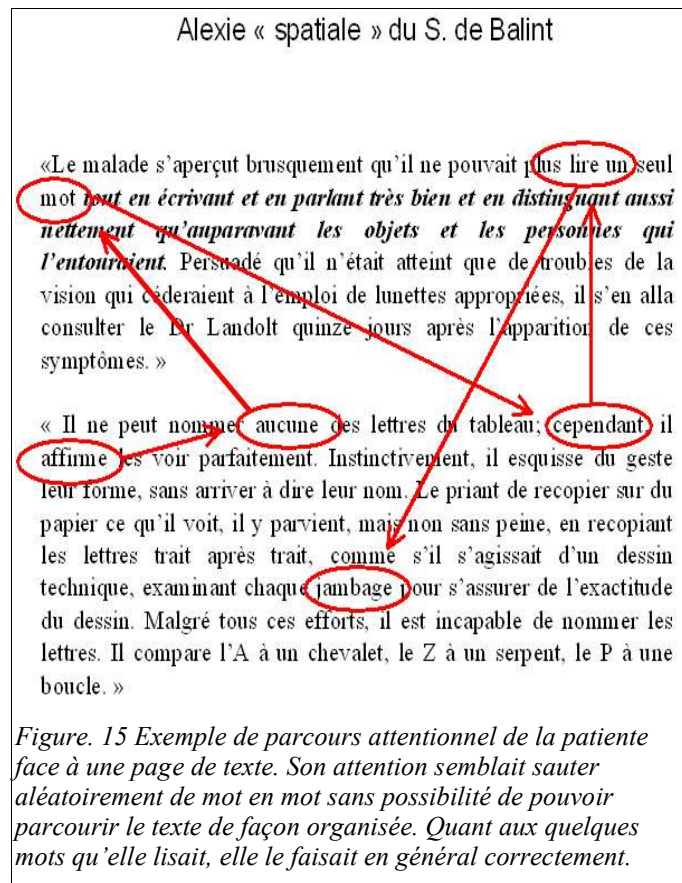 Alexie « spatiale » du S. de Balint
«Le malade s’aperçut brusquement qu’il ne pouvait plus lire un seul
mot tout en écrivant et en parlant très bien et en distinguant aussi
nettement qu’auparavant les objets et les personnes qui
l’entouraient. Persuadé qu’il n’était atteint que de troubles de la
vision qui céderaient à l’emploi de lunettes appropriées, il s’en alla
consulter le Dr Landolt quinze jours après l’apparition de ces
symptômes. »
« Il ne peut nommer aucune des lettres du tableau; cependant, il
affirme les voir parfaitement. Instinctivement, il esquisse du geste
leur forme, sans arriver à dire leur nom. Le priant de recopier sur du
papier ce qu’il voit, il y parvient, mais non sans peine, en recopiant
les lettres trait après trait, comme s’il s’agissait d’un dessin
technique, examinant chaque jambage pour s’assurer de l’exactitude
du dessin. Malgré tous ces efforts, il est incapable de nommer les
lettres. Il compare l’A à un chevalet, le Z à un serpent, le P à une
boucle. »
Figure. 15 Exemple de parcours attentionnel de la patiente
face à une page de texte. Son attention semblait sauter
aléatoirement de mot en mot sans possibilité de pouvoir
parcourir le texte de façon organisée. Quant aux quelques
mots qu’elle lisait, elle le faisait en général correctement.